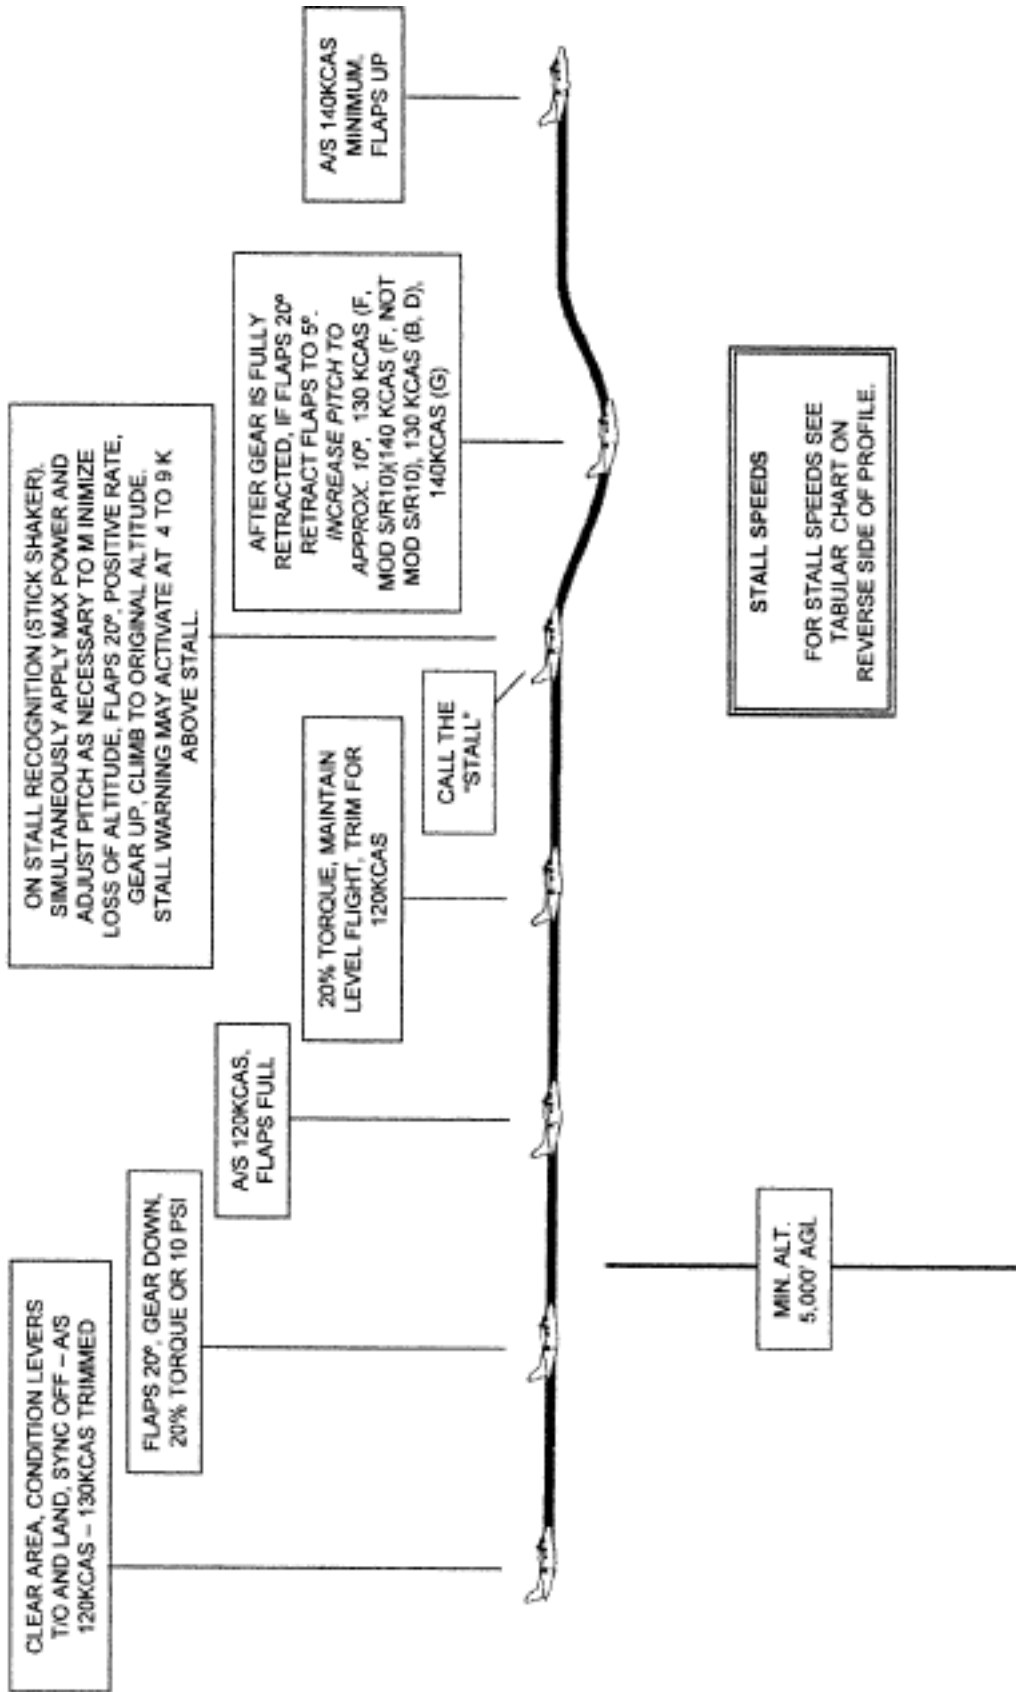 CLEAR AREA, CONDITION LEVERS
T/O AND LAND, SYNC OFF – A/S
120KCAS – 130KCAS TRIMMED
FLAPS 20º, GEAR DOWN,
20% TORQUE OR 10 PSI
A/S 120KCAS,
FLAPS FULL
20% TORQUE, MAINTAIN
LEVEL FLIGHT, TRIM FOR
120KCAS
CALL THE
"STALL"
ON STALL RECOGNITION (STICK SHAKER),
SIMULTANEOUSLY APPLY MAX POWER AND
ADJUST PITCH AS NECESSARY TO M INIMIZE
LOSS OF ALTITUDE, FLAPS 20º, POSITIVE RATE,
GEAR UP, CLIMB TO ORIGINAL ALTITUDE.
STALL WARNING MAY ACTIVATE AT 4 TO 9 K
ABOVE STALL.
AFTER GEAR IS FULLY
RETRACTED, IF FLAPS 20º
RETRACT FLAPS TO 5º.
INCREASE PITCH TO
APPROX. 10º, 130 KCAS (F,
MOD S/R10)(140 KCAS (F, NOT
MOD S/R10), 130 KCAS (B, D),
140KCAS (G)
A/S 140KCAS
MINIMUM,
FLAPS UP
MIN. ALT.
5,000' AGL
STALL SPEEDS
FOR STALL SPEEDS SEE
TABULAR CHART ON
REVERSE SIDE OF PROFILE.